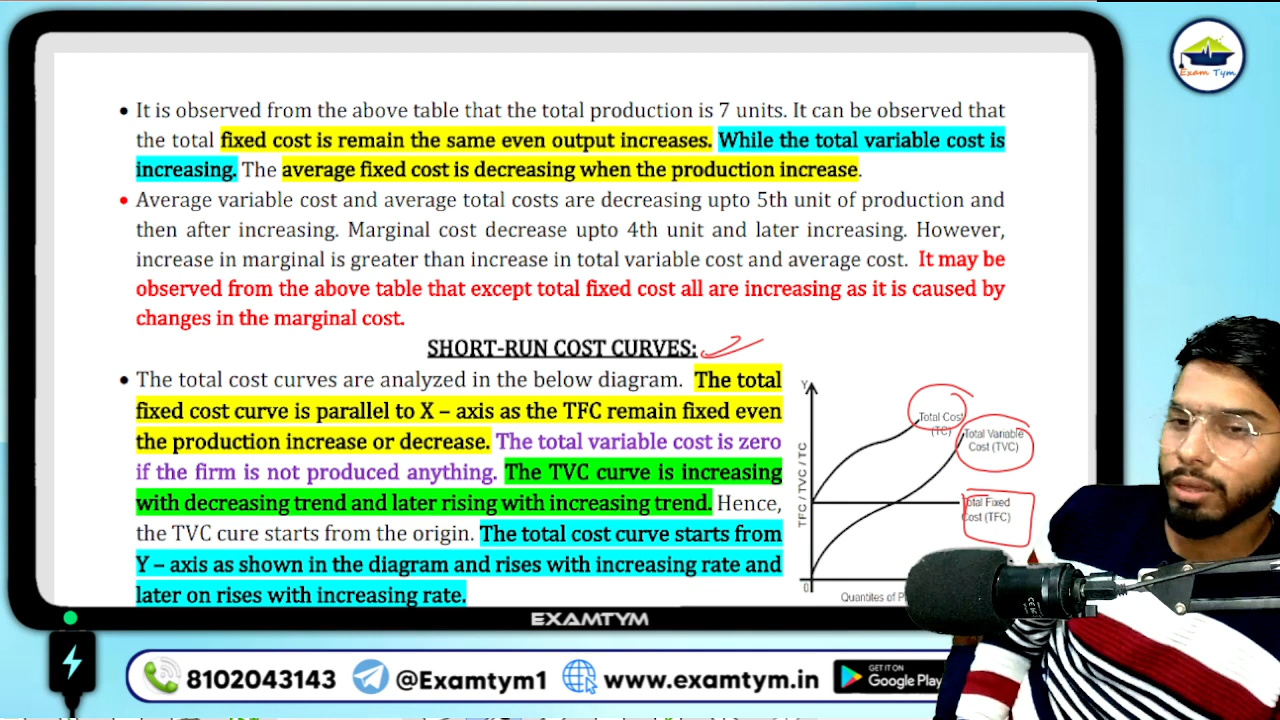 Exam Tym
• It is observed from the above table that the total production is 7 units. It can be observed that
the total fixed cost is remain the same even output increases. While the total variable cost is
increasing. The average fixed cost is decreasing when the production increase.
• Average variable cost and average total costs are decreasing upto 5th unit of production and
then after increasing. Marginal cost decrease upto 4th unit and later increasing. However,
increase in marginal is greater than increase in total variable cost and average cost. It may be
observed from the above table that except total fixed cost all are increasing as it is caused by
changes in the marginal cost.
SHORT-RUN COST CURVES:
• The total cost curves are analyzed in the below diagram. The total
fixed cost curve is parallel to X – axis as the TFC remain fixed even
the production increase or decrease. The total variable cost is zero
if the firm is not produced anything. The TVC curve is increasing
with decreasing trend and later rising with increasing trend. Hence,
the TVC cure starts from the origin. The total cost curve starts from
Y – axis as shown in the diagram and rises with increasing rate and
later on rises with increasing rate.
Y
TFC / TVC / TC
Total Cost
(TC)
Total Variable
Cost (TVC)
Total Fixed
Cost (TFC)
0
Quantites of
EXAMTYM
8102043143
@Examtym1
www.examtym.in
GET IT ON
Google Play